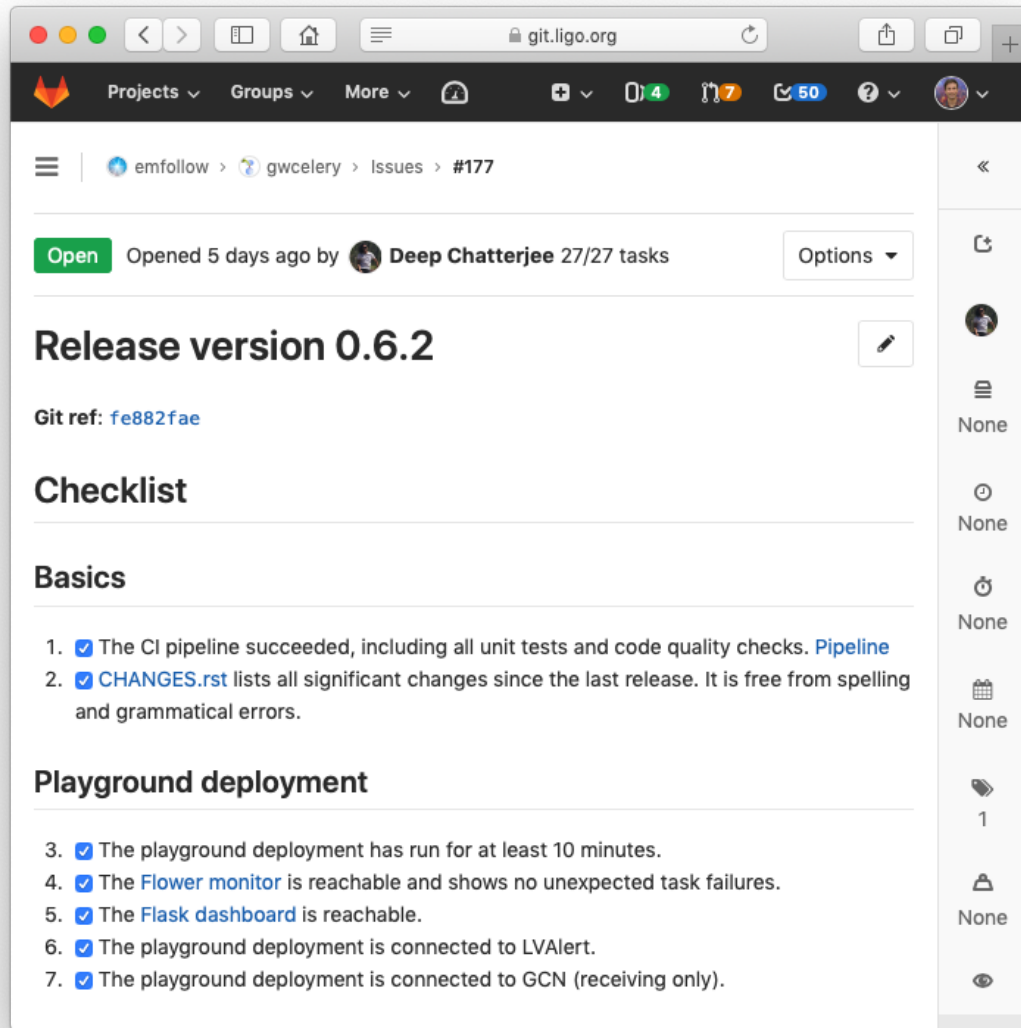 git.ligo.org
Projects Groups More 4 7 50
emfollow > gwcelery > Issues > #177
Open Opened 5 days ago by Deep Chatterjee 27/27 tasks Options
Release version 0.6.2
Git ref: fe882fae
None
Checklist
None
Basics
None
1. The CI pipeline succeeded, including all unit tests and code quality checks. Pipeline
2. CHANGES.rst lists all significant changes since the last release. It is free from spelling
and grammatical errors.
None
Playground deployment
1
3. The playground deployment has run for at least 10 minutes.
4. The Flower monitor is reachable and shows no unexpected task failures.
5. The Flask dashboard is reachable.
None
6. The playground deployment is connected to LVAlert.
7. The playground deployment is connected to GCN (receiving only).